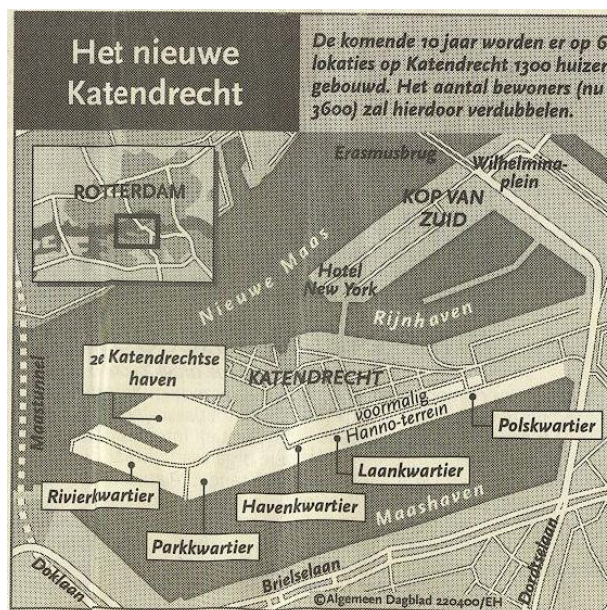 Het nieuwe
Katendrecht
De komende 10 jaar worden er op 6
lokaties op Katendrecht 1300 huizen
gebouwd. Het aantal bewoners (nu
3600) zal hierdoor verdubbelen.
ROTTERDAM
Erasmusbrug
Wilhelmina-
plein
KOP VAN
ZUID
Nieuwe Maas
Hotel
New York
Rijnhaven
Maastunnel
2e Katendrechtse
haven
KATENDRECHT
voormalig
Hanno-terrein
Polskwartier
Laankwartier
Rivierkwartier
Havenkwartier
Maashaven
Parkkwartier
Doklaan
Brielselaan
Dordtselaan
©Algemeen Dagblad 220400/EH